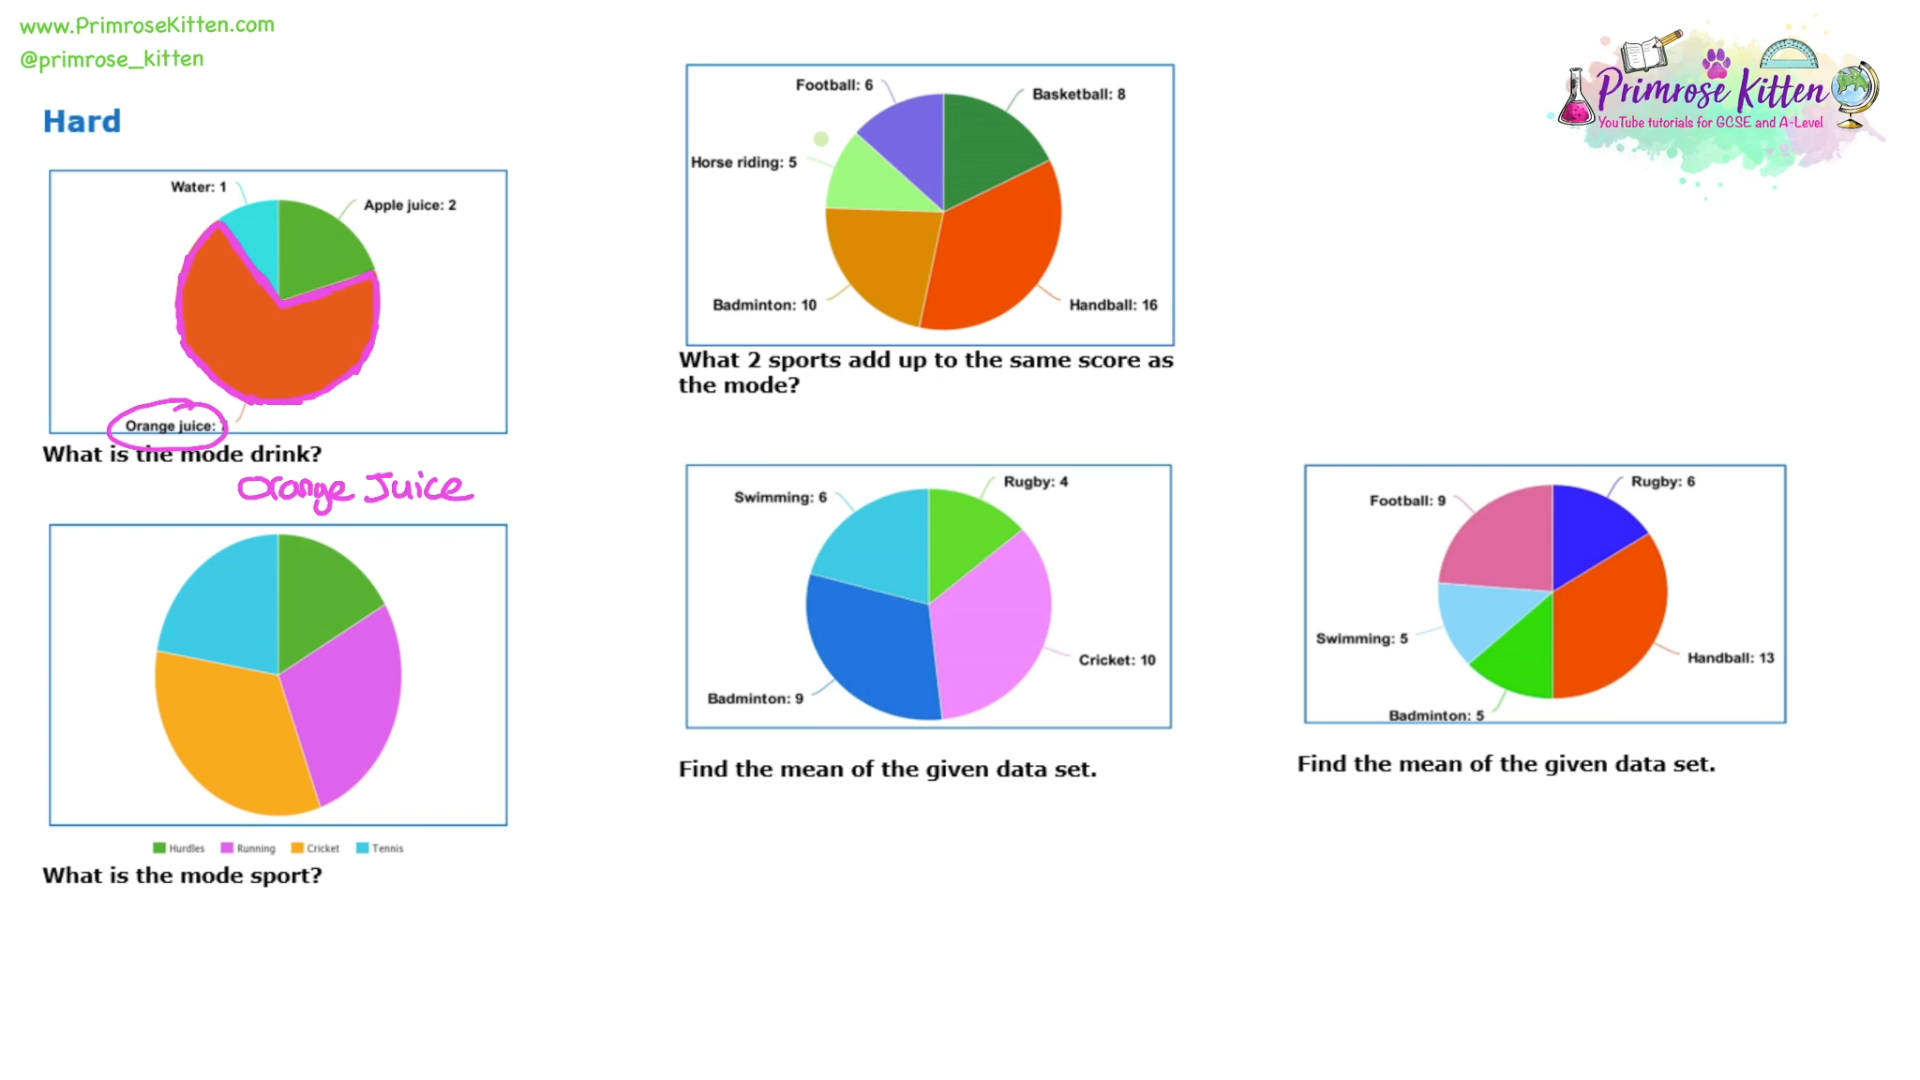 www.PrimroseKitten.com
@primrose_kitten
Primrose Kitten
YouTube tutorials for GCSE and A-Level
Hard
Water: 1
Apple juice: 2
Orange juice:
What is the mode drink?
Orange Juice
Hurdles
Running
Cricket
Tennis
What is the mode sport?
Football: 6
Basketball: 8
Horse riding: 5
Badminton: 10
Handball: 16
What 2 sports add up to the same score as
the mode?
Swimming: 6
Rugby: 4
Cricket: 10
Badminton: 9
Find the mean of the given data set.
Rugby: 6
Football: 9
Swimming: 5
Handball: 13
Badminton: 5
Find the mean of the given data set.